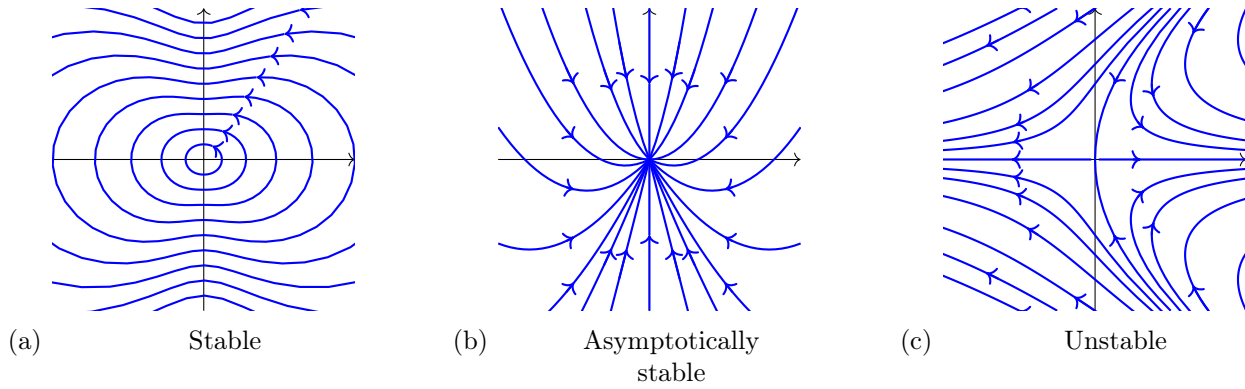 (a) Stable
(b) Asymptotically
stable
(c) Unstable